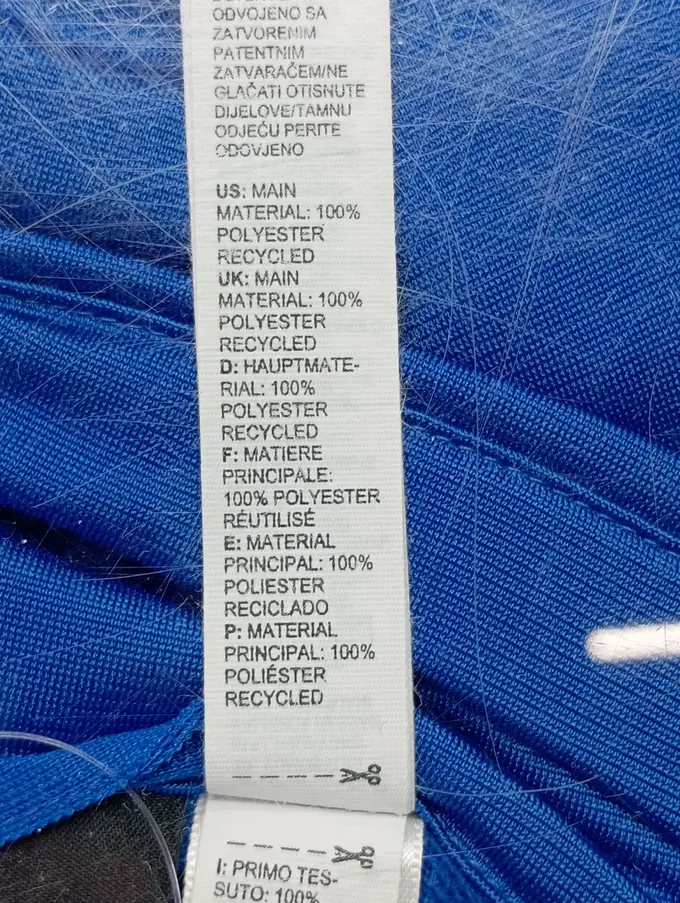 ODVOJENO SA
ZATVORENIM
PATENTNIM
ZATVARAČEM/NE
GLAČATI OTISNUTE
DIJELOVE/TAMNU
ODJEĆU PERITE
ODOVJENO
US: MAIN
MATERIAL: 100%
POLYESTER
RECYCLED
UK: MAIN
MATERIAL: 100%
POLYESTER
RECYCLED
D: HAUPTMATE-
RIAL: 100%
POLYESTER
RECYCLED
F: MATIERE
PRINCIPALE:
100% POLYESTER
RÉUTILISÉ
E: MATERIAL
PRINCIPAL: 100%
POLIESTER
RECICLADO
P: MATERIAL
PRINCIPAL: 100%
POLIÉSTER
RECYCLED
I: PRIMO TES-
SUTO: 100%